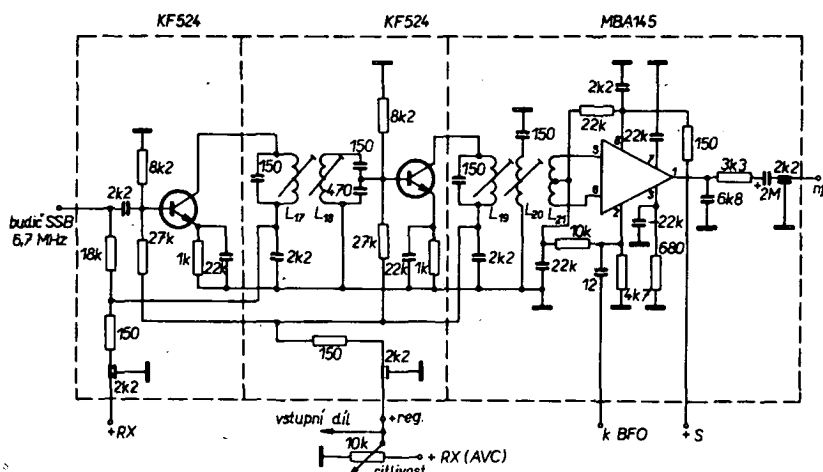 KF524 KF524 MBA145
2k2
22k
8k2
150
22k
150
8k2
150
150
150
5
7
3k3
2k2
2k2
470
6
1
+ 2M
nf
budič SSB
6,7 MHz
L17 L18
L19 L20 L21
2
3
6k8
18k
27k
1k
22k
2k2
27k
22k
1k
2k2
10k
22k
22k
680
12
4k7
150
150
2k2
2k2
+RX
vstupní díl
+reg.
k BFO
+ S
10k
+ RX (AVC)
citlivost